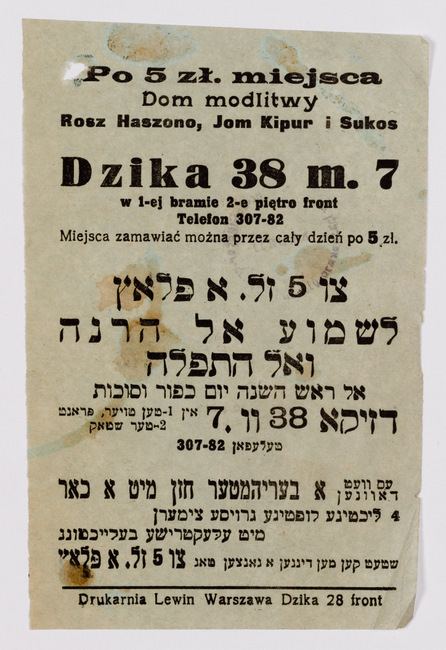 Po 5 zł. miejsca
Dom modlitwy
Rosz Haszono, Jom Kipur i Sukos
Dzika 38 m. 7
w 1-ej bramie 2-e piętro front
Telefon 307-82
Miejsca zamawiać można przez cały dzień po 5 zł.
צו 5 זל. א פלאץ
לשמוע אל הרנה
ואל התפלה
אל ראש השנה יום כפור וסוכות
דזיקא 38 וו 7, אין 1-טען טויער, פראנט
2-טער שטאק
טעלעפאן 307-82
עס וועט
דאווענען א בעריהמטער חזן מיט א כאר
4 ליכטיגע לופטיגע גרויסע צימערן
מיט עלעקטרישע בעלייכטונג
שטעט קען מען דינגען א גאנצען טאג צו 5 זל. א פלאץ
Drukarnia Lewin Warszawa Dzika 28 front